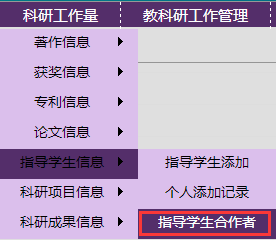 科研工作量 教科研工作管理
著作信息
获奖信息
专利信息
论文信息
指导学生信息 指导学生添加
科研项目信息 个人添加记录
科研成果信息 指导学生合作者